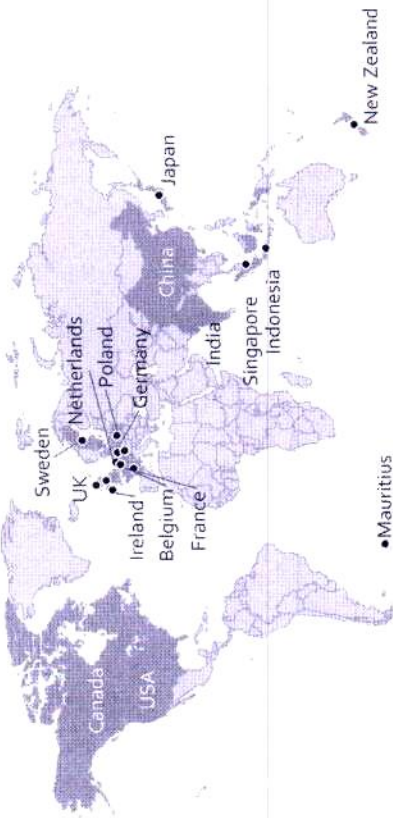 Canada
USA
Sweden
UK
Netherlands
Poland
Germany
Ireland
Belgium
France
China
Japan
India
Singapore
Indonesia
New Zealand
Mauritius